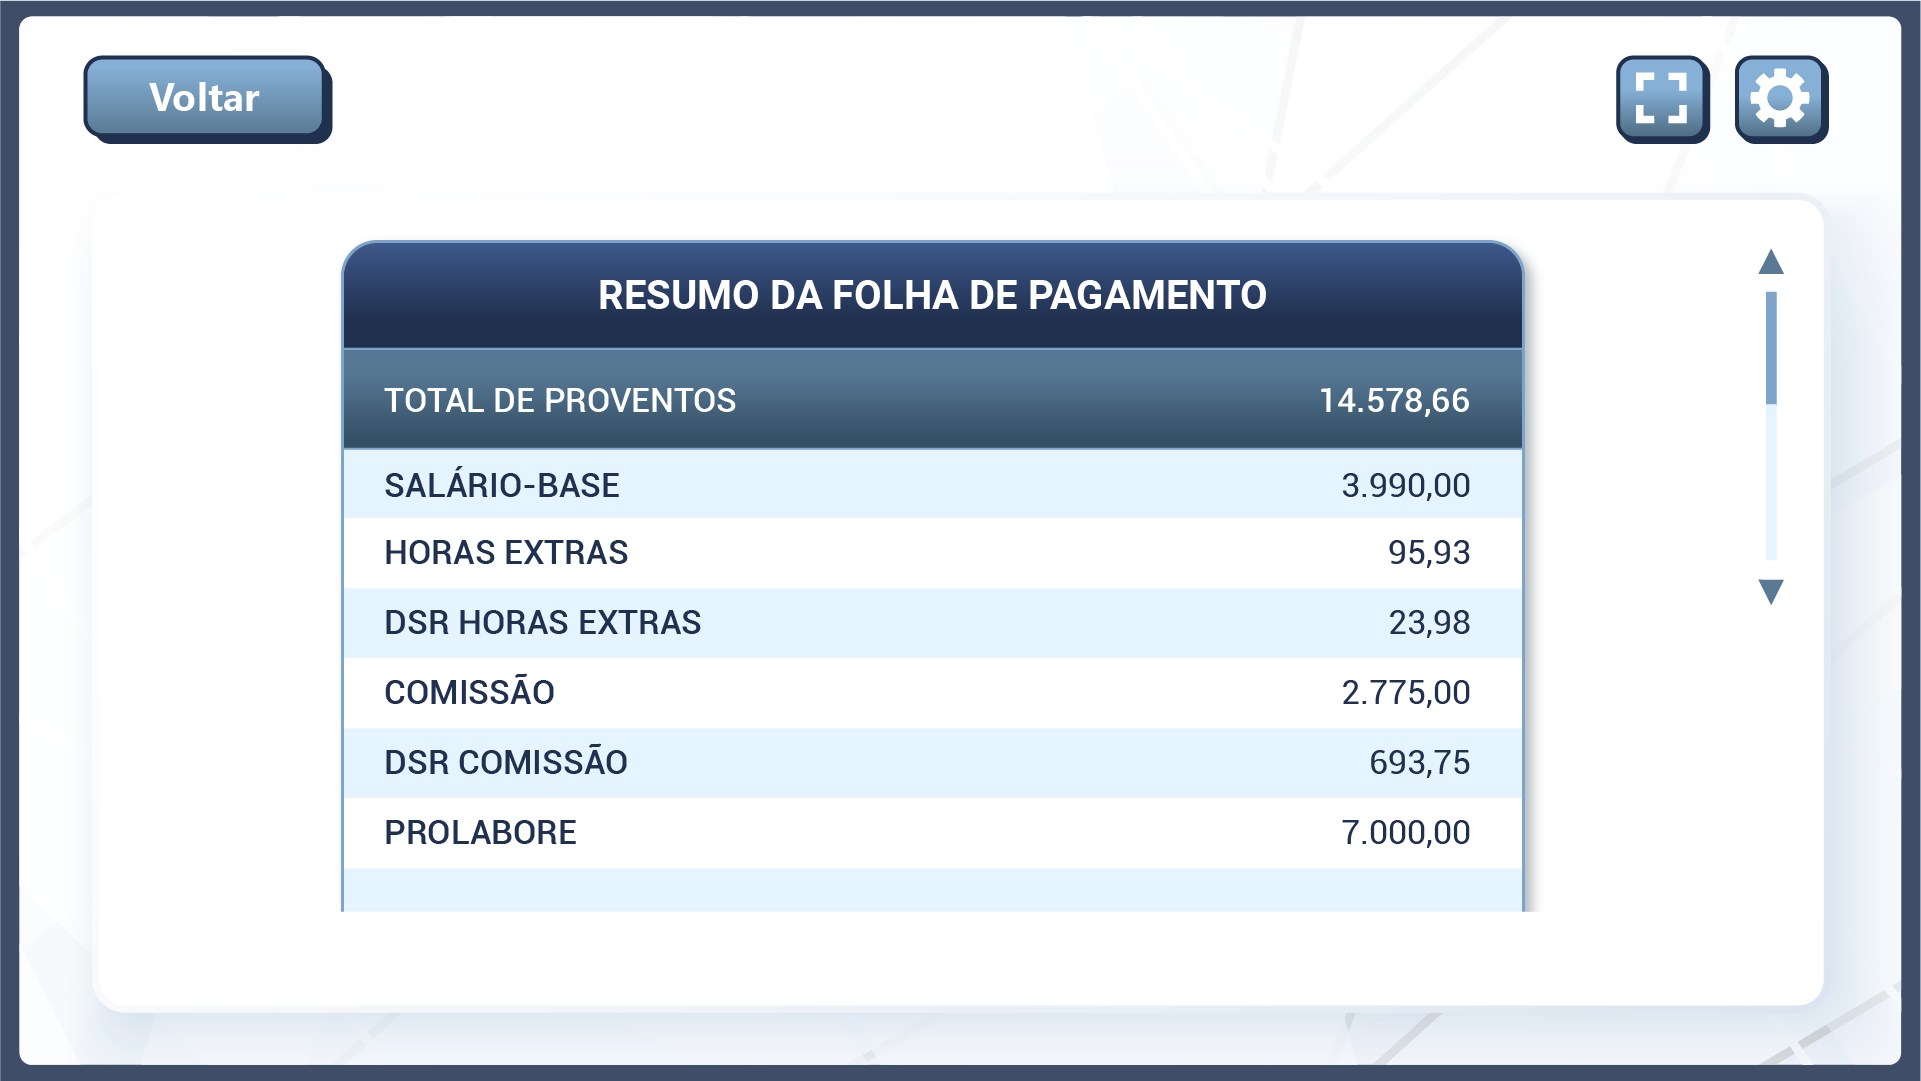 Voltar
RESUMO DA FOLHA DE PAGAMENTO
TOTAL DE PROVENTOS 14.578,66
SALÁRIO-BASE 3.990,00
HORAS EXTRAS 95,93
DSR HORAS EXTRAS 23,98
COMISSÃO 2.775,00
DSR COMISSÃO 693,75
PROLABORE 7.000,00